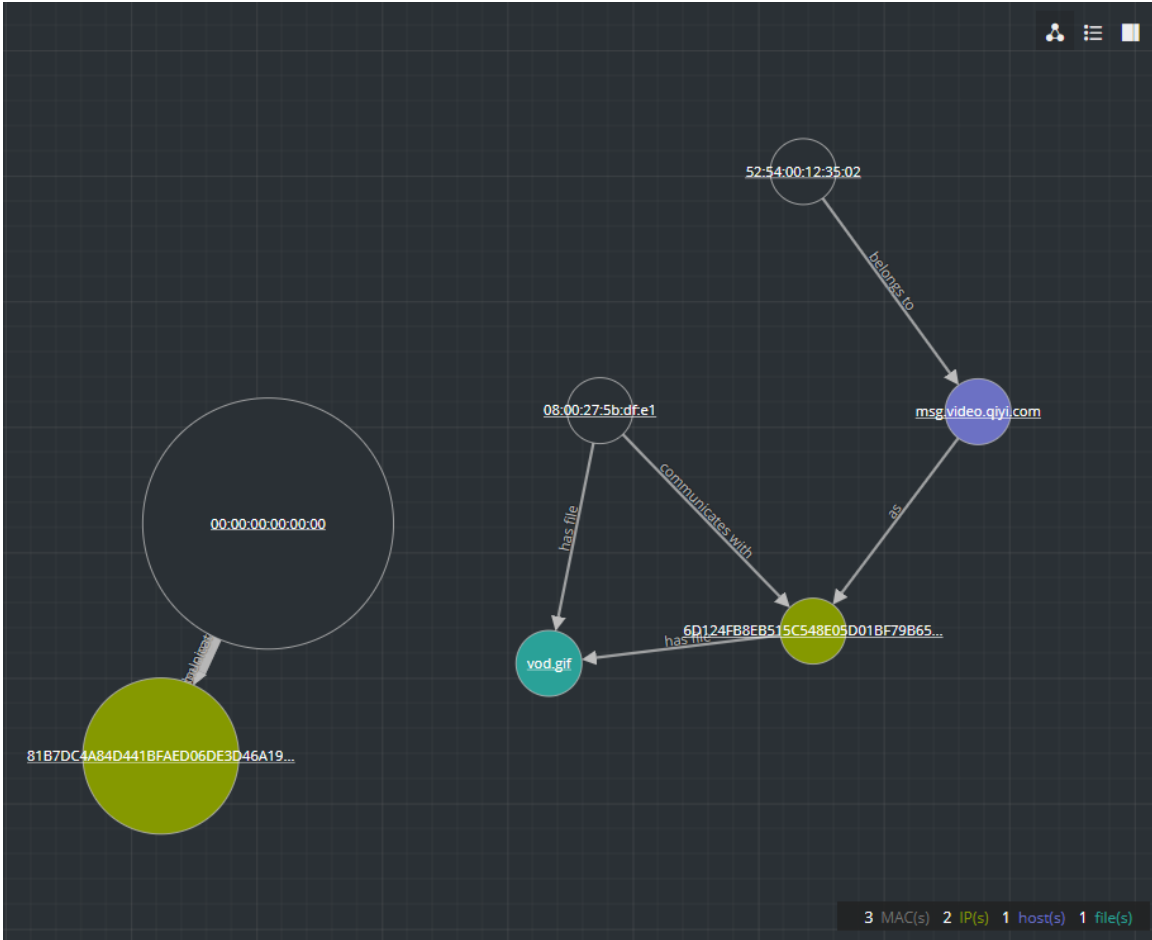 52:54:00:12:35:02
belongs to
08:00:27:5b:df:e1
msg.video.qiyi.com
communicates with
00:00:00:00:00:00
has file
as
6D124FB8EB515C548E05D01BF79B65...
has file
vod.gif
81B7DC4A84D441BFAED06DE3D46A19...
3 MAC(s) 2 IP(s) 1 host(s) 1 file(s)